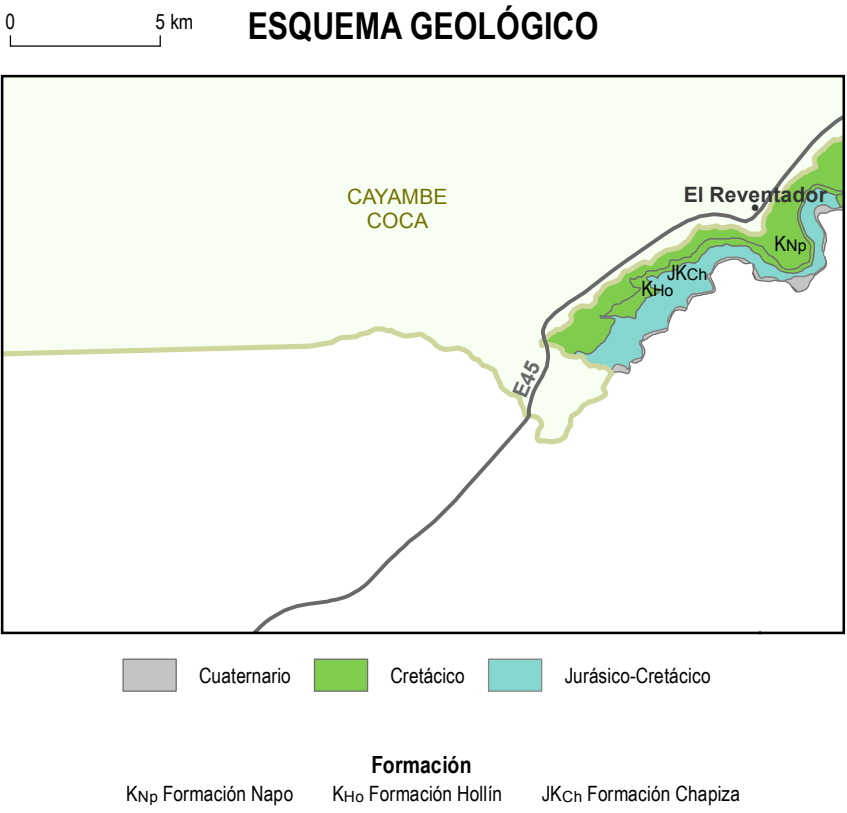 0 5 km
ESQUEMA GEOLÓGICO
CAYAMBE
COCA
El Reventador
KNp
JKCh
KHo
E45
Cuaternario Cretácico Jurásico-Cretácico
Formación
KNp Formación Napo KHo Formación Hollín JKCh Formación Chapiza